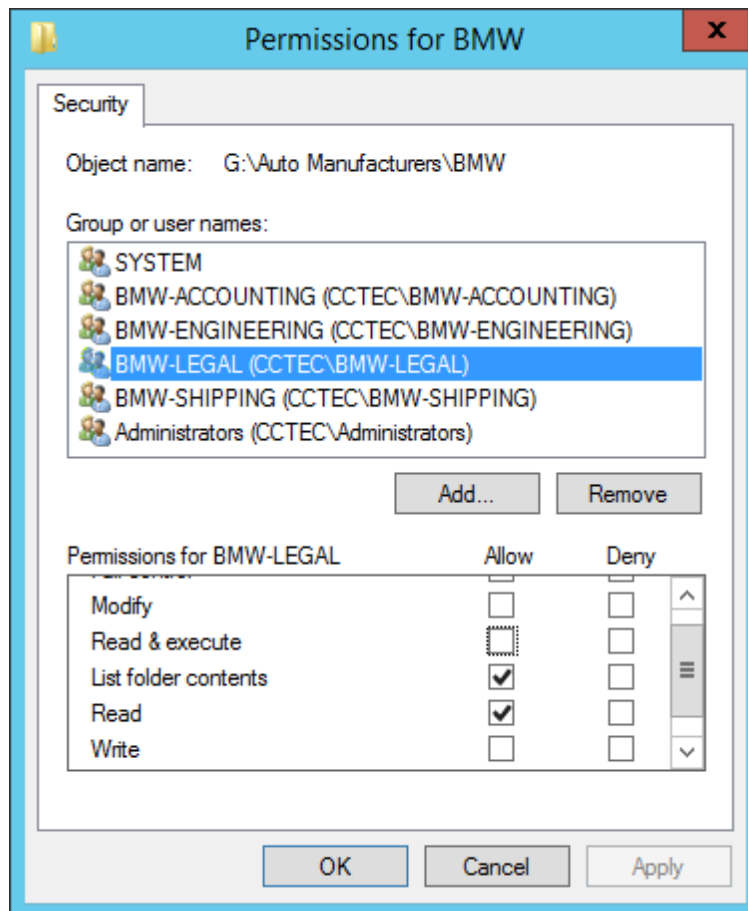 Permissions for BMW
x
Security
Object name: G:\Auto Manufacturers\BMW
Group or user names:
SYSTEM
BMW-ACCOUNTING (CCTEC\BMW-ACCOUNTING)
BMW-ENGINEERING (CCTEC\BMW-ENGINEERING)
BMW-LEGAL (CCTEC\BMW-LEGAL)
BMW-SHIPPING (CCTEC\BMW-SHIPPING)
Administrators (CCTEC\Administrators)
Add... Remove
Permissions for BMW-LEGAL Allow Deny
Modify
Read & execute
List folder contents
Read
Write
OK Cancel Apply